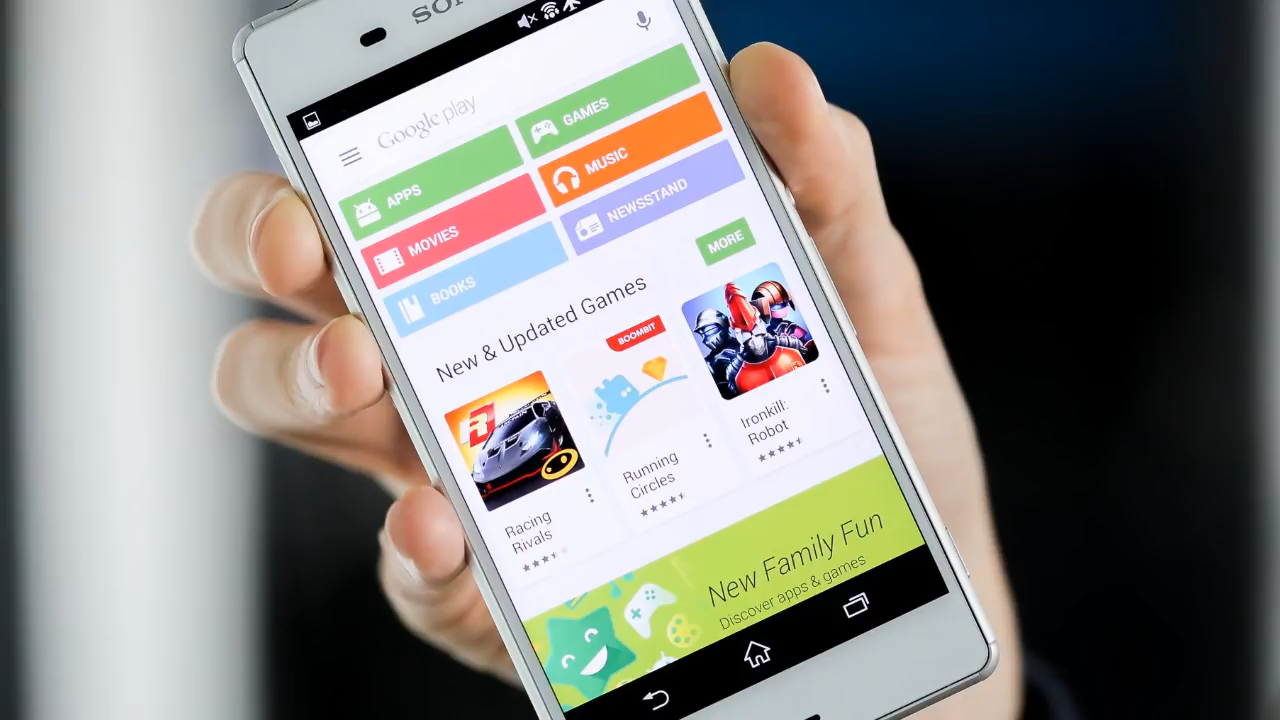 Google play
APPS
GAMES
MOVIES
MUSIC
BOOKS
NEWSSTAND
New & Updated Games
MORE
Racing
Rivals
BOOMBIT
Running
Circles
Ironkill:
Robot
New Family Fun
Discover apps & games